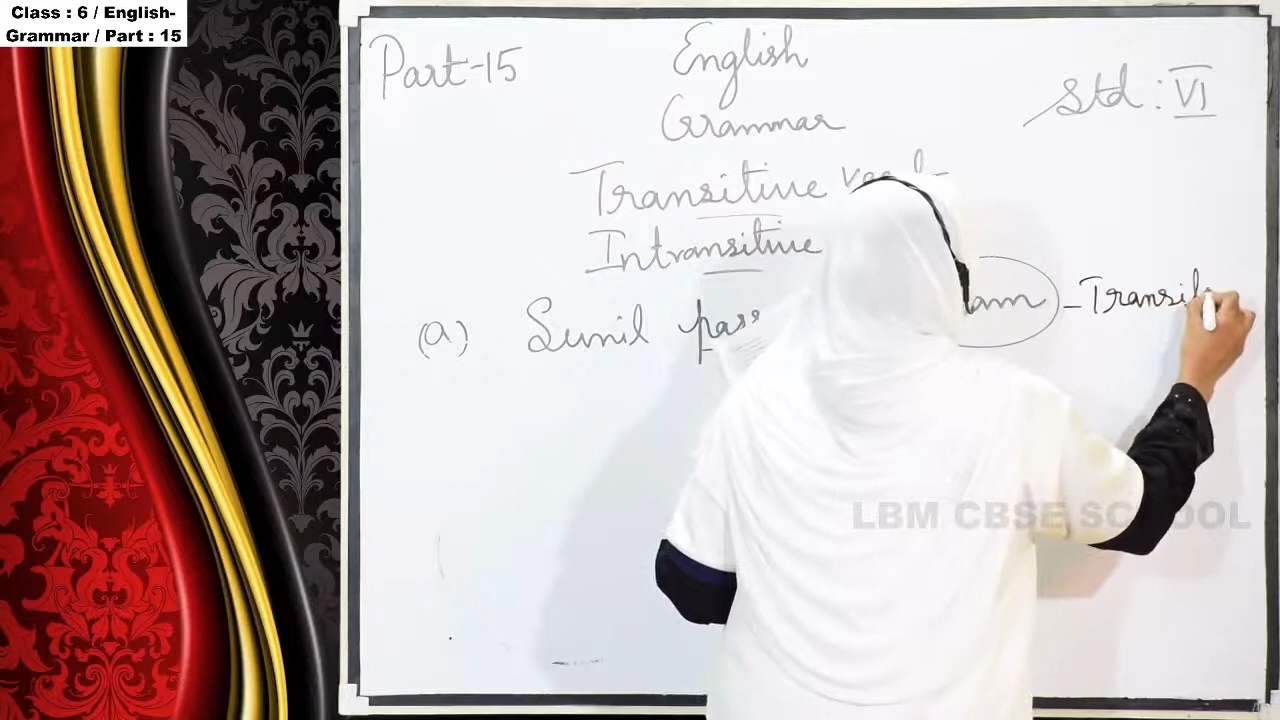 Class : 6 / English-
Grammar / Part : 15
Part-15
English
Grammar
Std : VI
Transitive
Intransitive
(a) Sunil
LBM CBSE SCHOOL